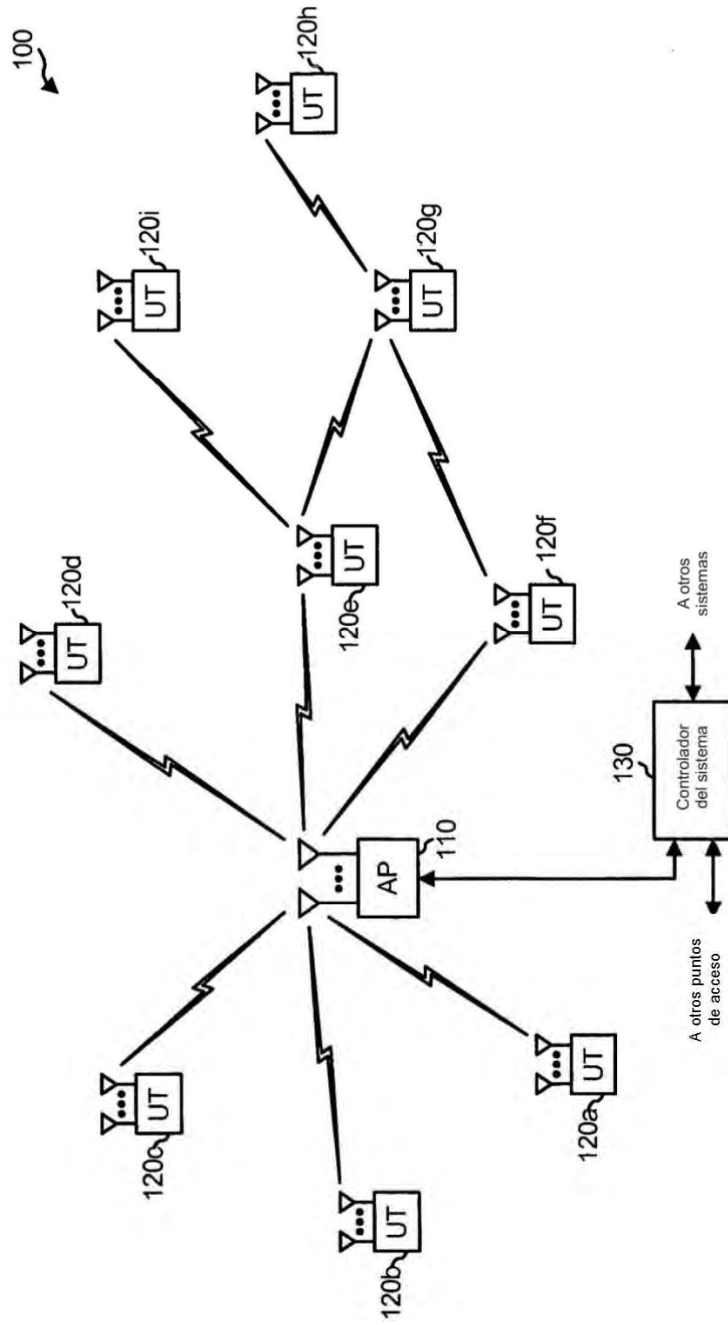 100
120d
UT
120i
UT
120h
UT
120c
UT
120e
UT
120g
UT
120b
UT
110
AP
120f
UT
120a
UT
130
Controlador
del sistema
A otros
sistemas
A otros puntos
de acceso